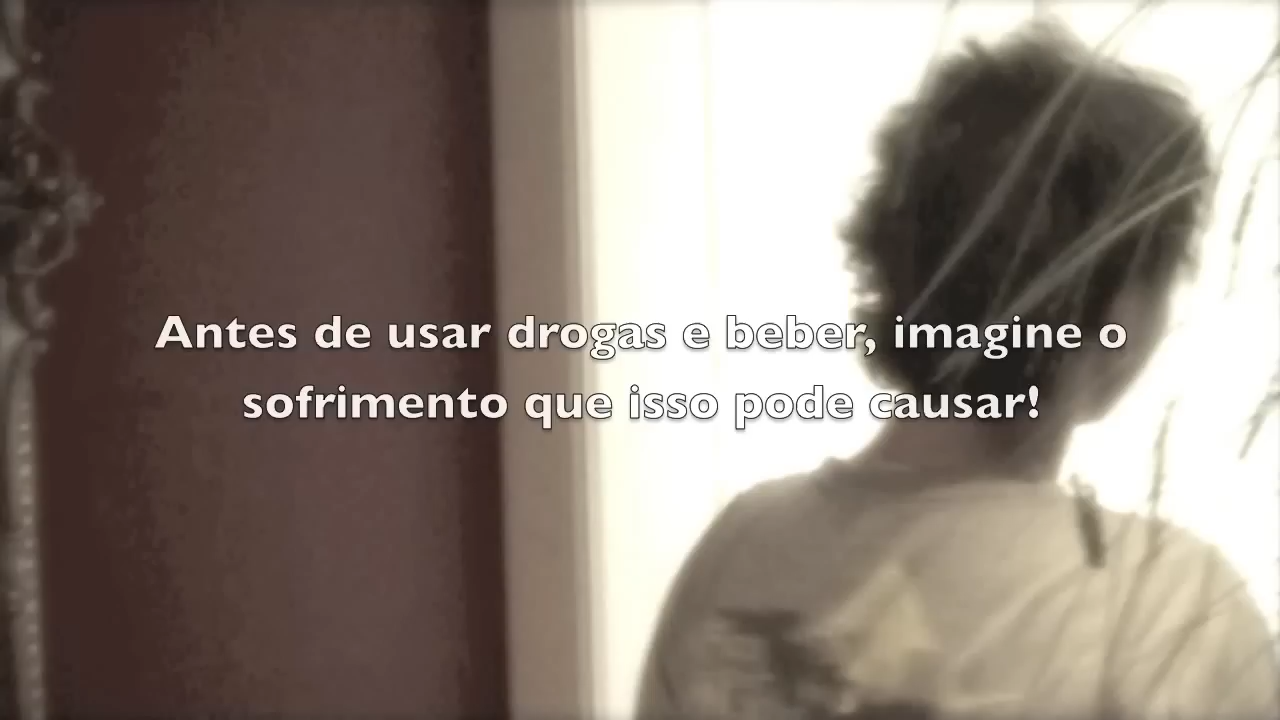 Antes de usar drogas e beber, imagine o
sofrimento que isso pode causar!